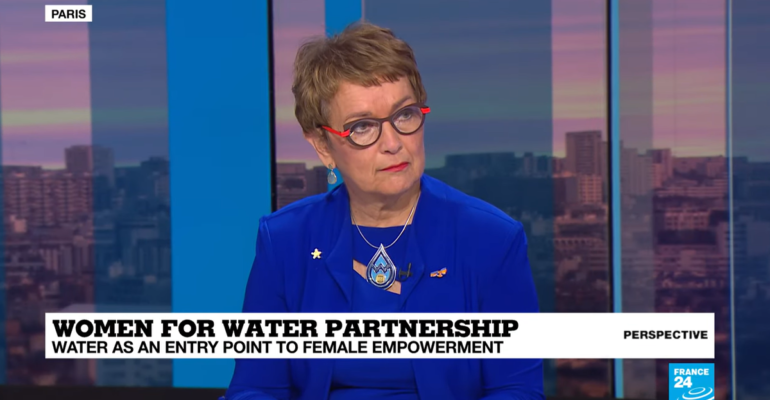 PARIS
WOMEN FOR WATER PARTNERSHIP
WATER AS AN ENTRY POINT TO FEMALE EMPOWERMENT
PERSPECTIVE
FRANCE
24